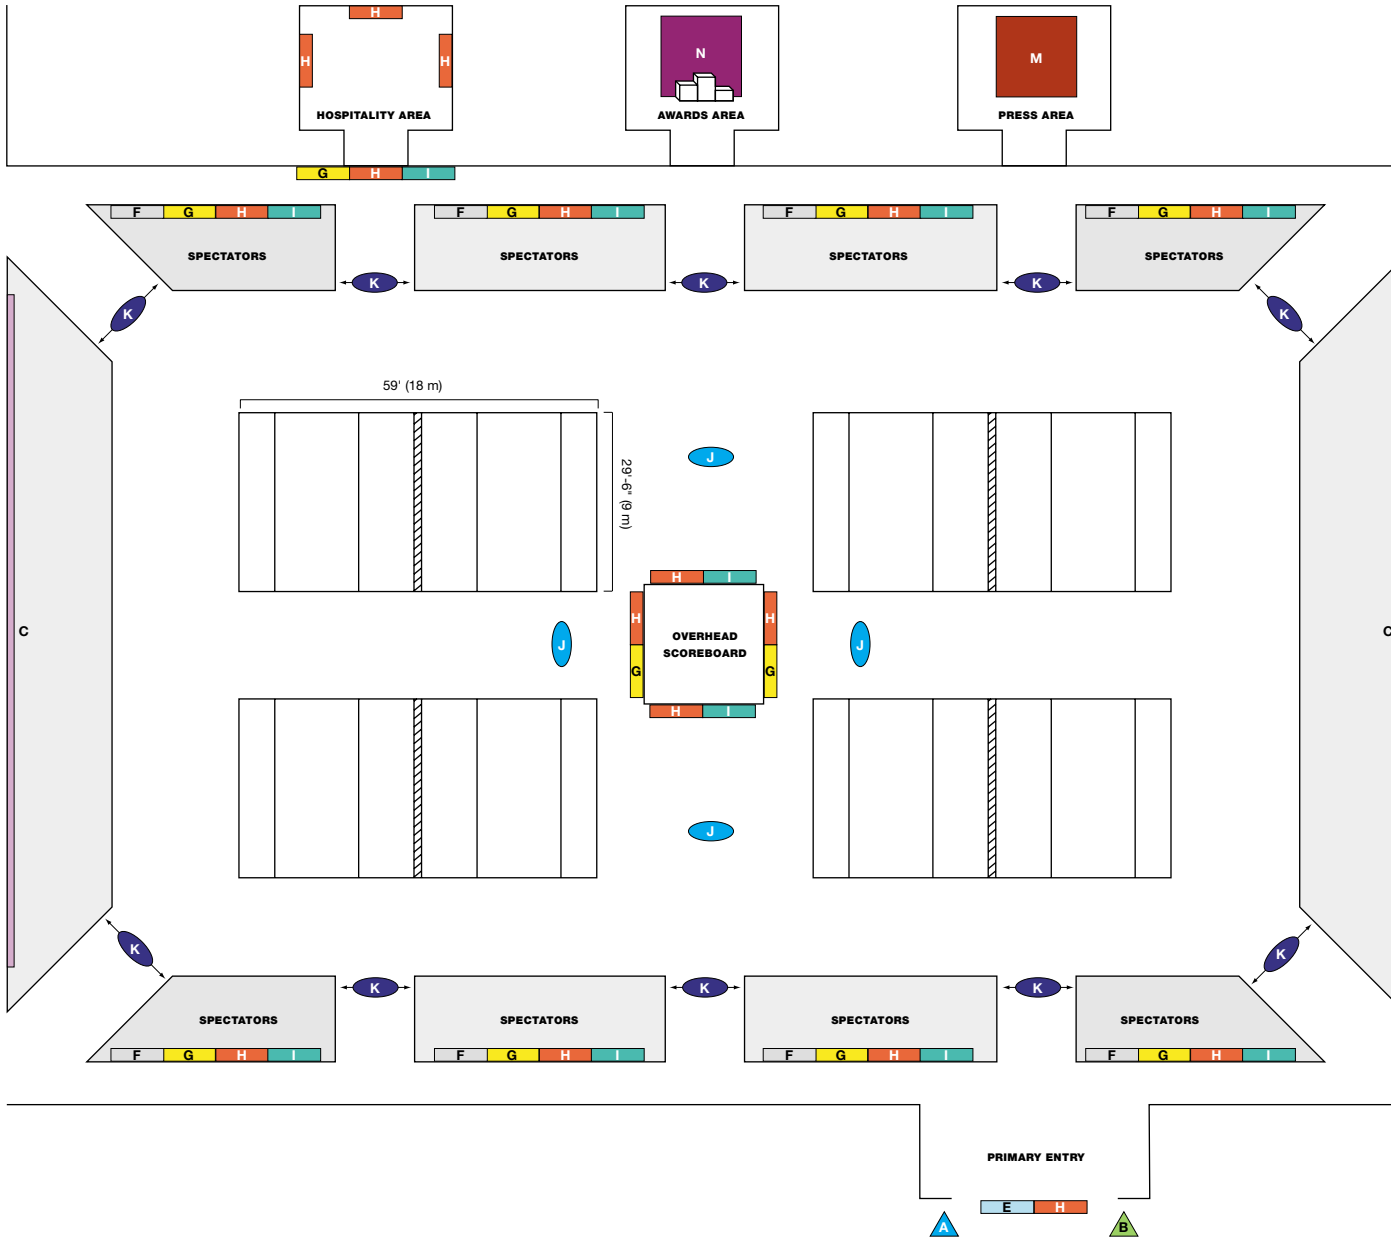 H
H H
N
M
HOSPITALITY AREA
AWARDS AREA
PRESS AREA
G H I
F G H I
F G H I
F G H I
F G H I
SPECTATORS
SPECTATORS
SPECTATORS
SPECTATORS
K
K
K
K
K
59' (18 m)
29'-6" (9 m)
J
H I
H
G
OVERHEAD
SCOREBOARD
H
G
H I
J
J
C
C
J
K
K
K
K
K
SPECTATORS
SPECTATORS
SPECTATORS
SPECTATORS
F G H I
F G H I
F G H I
F G H I
PRIMARY ENTRY
E H
A
B